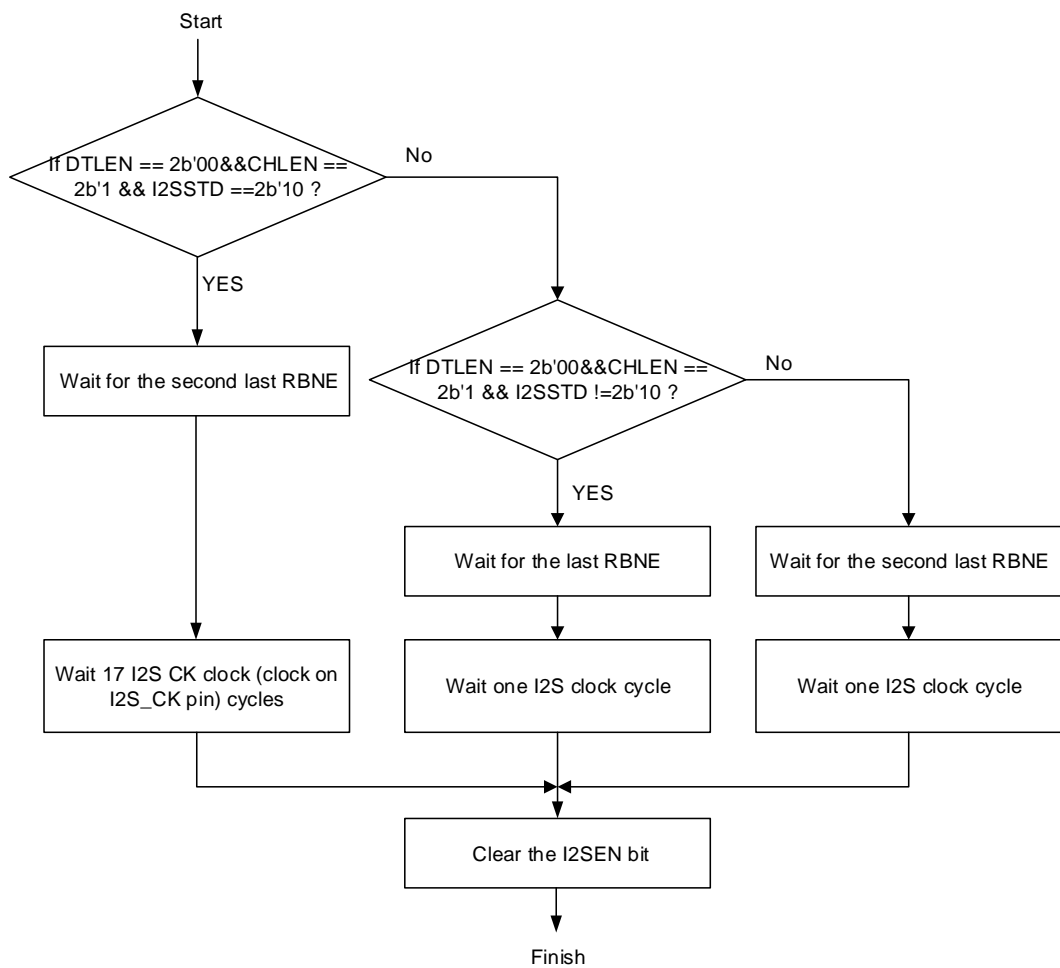 Start
If DTLEN == 2b'00&&CHLEN ==
2b'1 && I2SSTD ==2b'10 ?
No
YES
Wait for the second last RBNE
If DTLEN == 2b'00&&CHLEN ==
2b'1 && I2SSTD !=2b'10 ?
No
YES
Wait for the last RBNE
Wait for the second last RBNE
Wait 17 I2S CK clock (clock on
I2S_CK pin) cycles
Wait one I2S clock cycle
Wait one I2S clock cycle
Clear the I2SEN bit
Finish